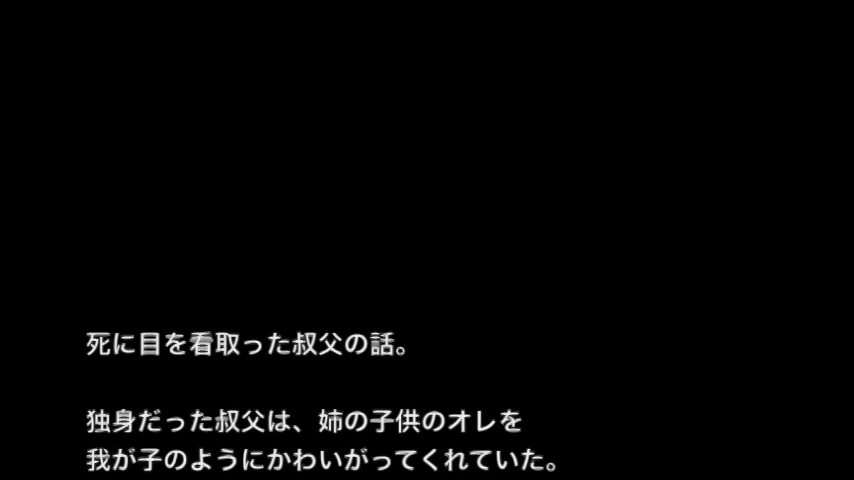 死に目を看取った叔父の話。
独身だった叔父は、姉の子供のオレを
我が子のようにかわいがってくれていた。